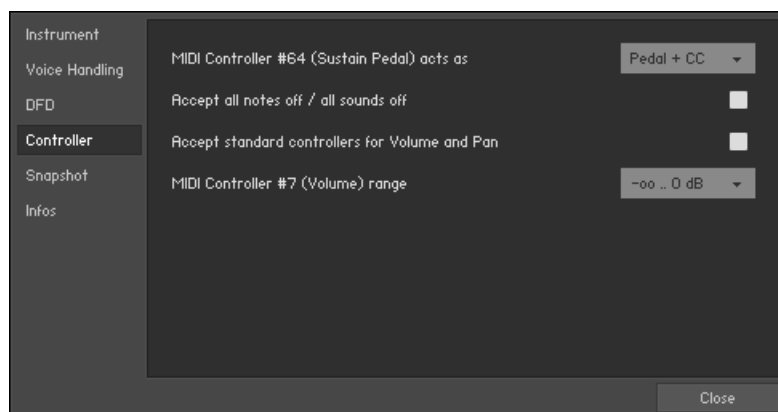 Instrument
Voice Handling
DFD
Controller
Snapshot
Infos
MIDI Controller #64 (Sustain Pedal) acts as Pedal + CC
Accept all notes off / all sounds off
Accept standard controllers for Volume and Pan
MIDI Controller #7 (Volume) range -oo .. 0 dB
Close